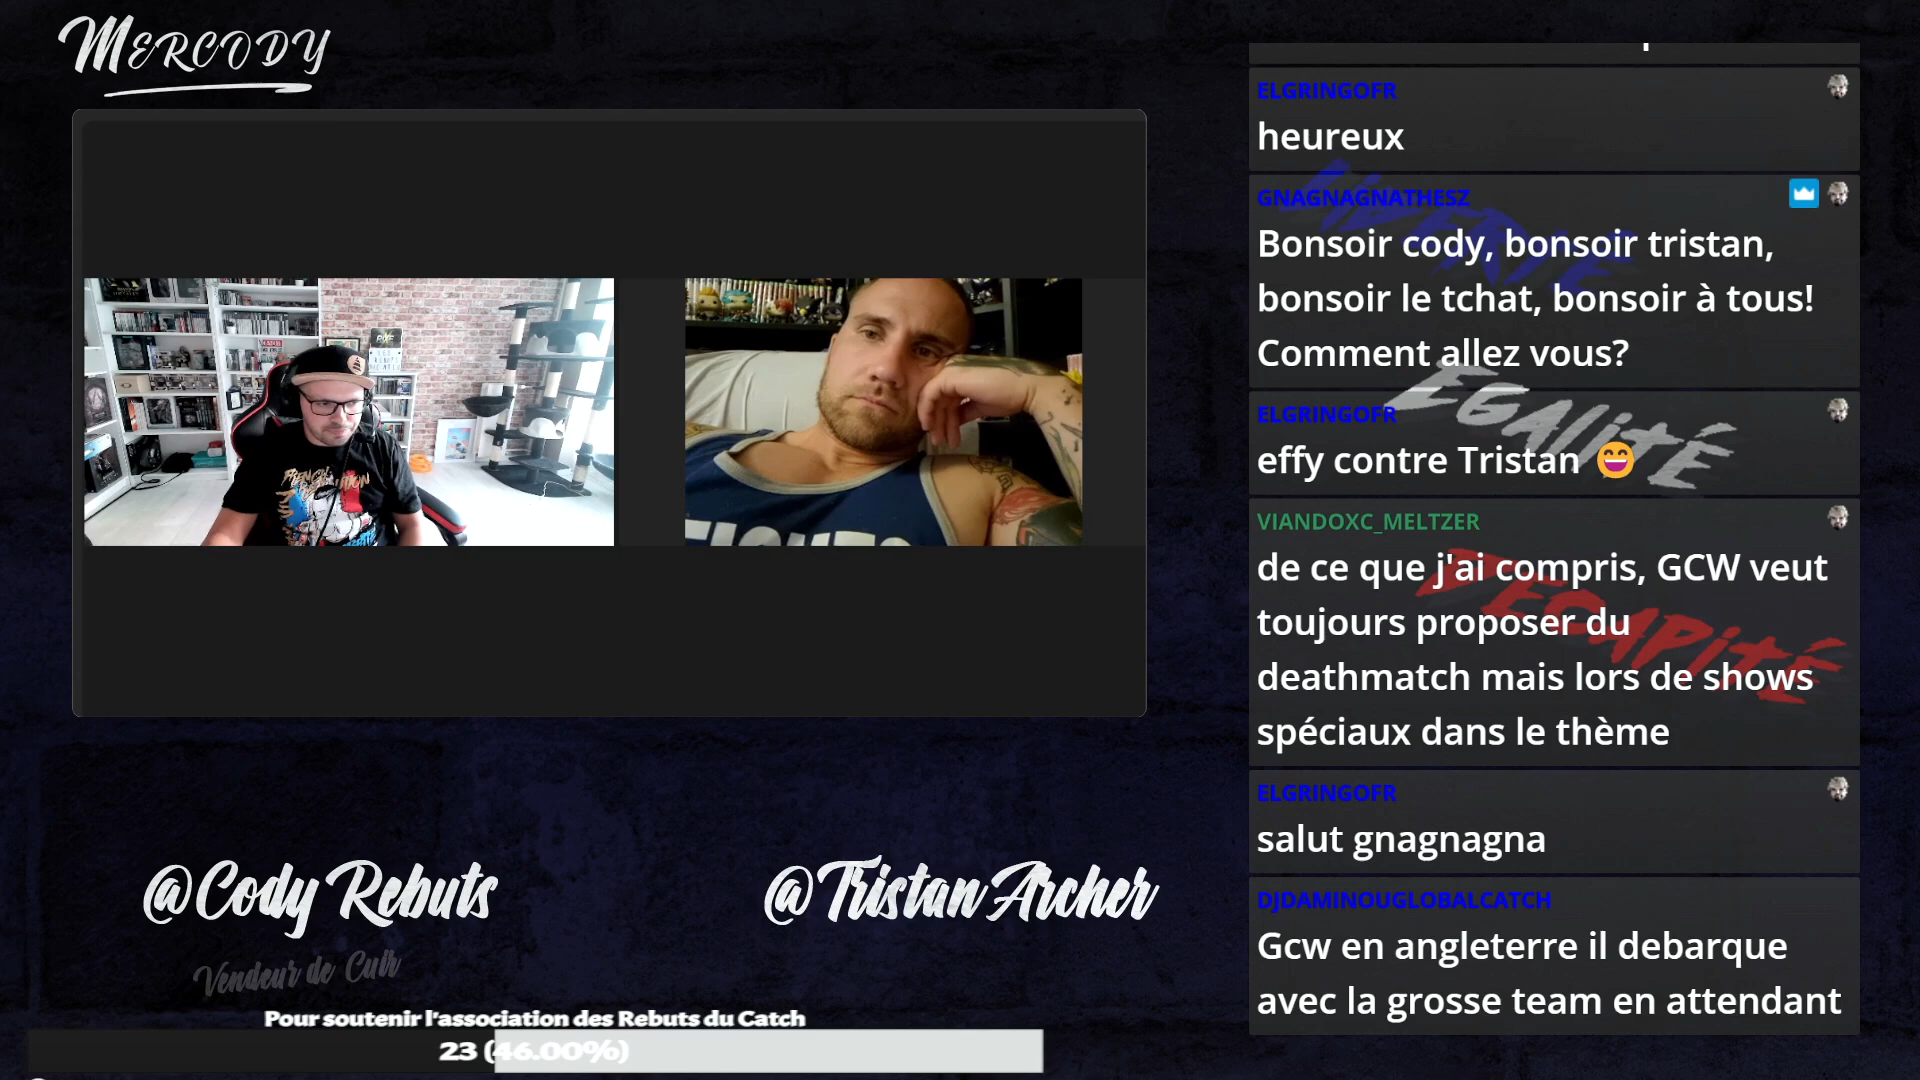 MERCODY
ELGRINGOFR
heureux
LIBERTÉ
GNAGNAGNATHESZ
Bonsoir cody, bonsoir tristan,
bonsoir le tchat, bonsoir à tous!
Comment allez vous?
EGALITÉ
ELGRINGOFR
effy contre Tristan 😄
VIANDOXC_MELTZER
de ce que j'ai compris, GCW veut
toujours proposer du
deathmatch mais lors de shows
spéciaux dans le thème
DECAPITÉ
ELGRINGOFR
salut gnagnagna
DJDAMINOUGLOBALCATCH
Gcw en angleterre il debarque
avec la grosse team en attendant
@Cody Rebuts
@Tristan Archer
Vendeur de Cuir
Pour soutenir l'association des Rebuts du Catch
23 (46.00%)